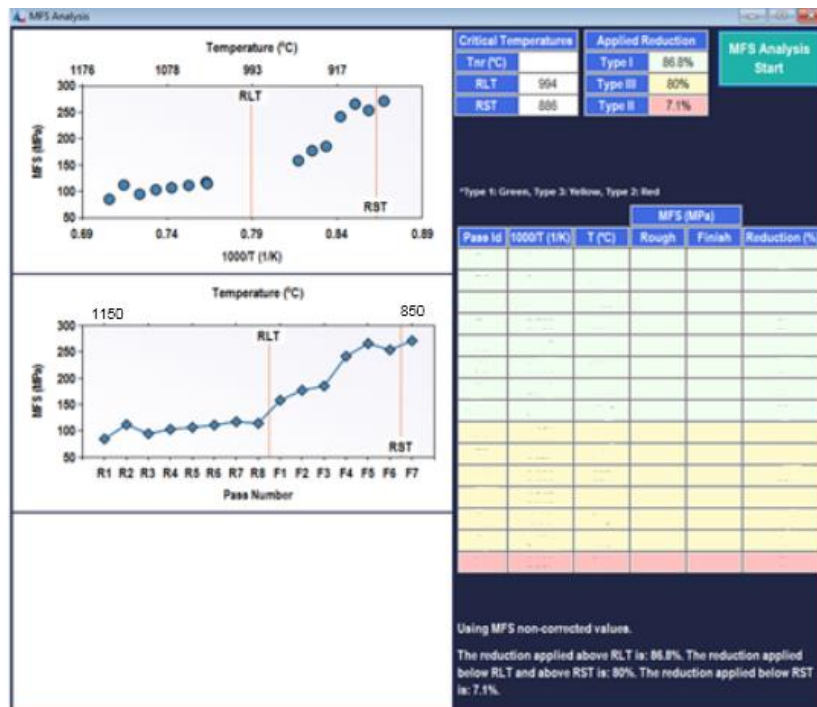 MFS Analysis
Temperature (⁰C)
1176 1078 993 917
RLT
300
250
200
150
100
50
MFS (MPa)
RST
0.69 0.74 0.79 0.84 0.89
1000/T (1/K)
Temperature (⁰C)
1150 850
RLT
300
250
200
150
100
50
MFS (MPa)
RST
R1 R2 R3 R4 R5 R6 R7 R8 F1 F2 F3 F4 F5 F6 F7
Pass Number
Critical Temperatures
Tnr (⁰C)
RLT 994
RST 886
Applied Reduction
Type I 86.8%
Type III 80%
Type II 7.1%
MFS Analysis
Start
*Type 1: Green, Type 3: Yellow, Type 2: Red
MFS (MPa)
Pass Id 1000/T (1/K) T (⁰C) Rough Finish Reduction (%)
Using MFS non-corrected values.
The reduction applied above RLT is: 86.8%. The reduction applied
below RLT and above RST is: 80%. The reduction applied below RST
is: 7.1%.